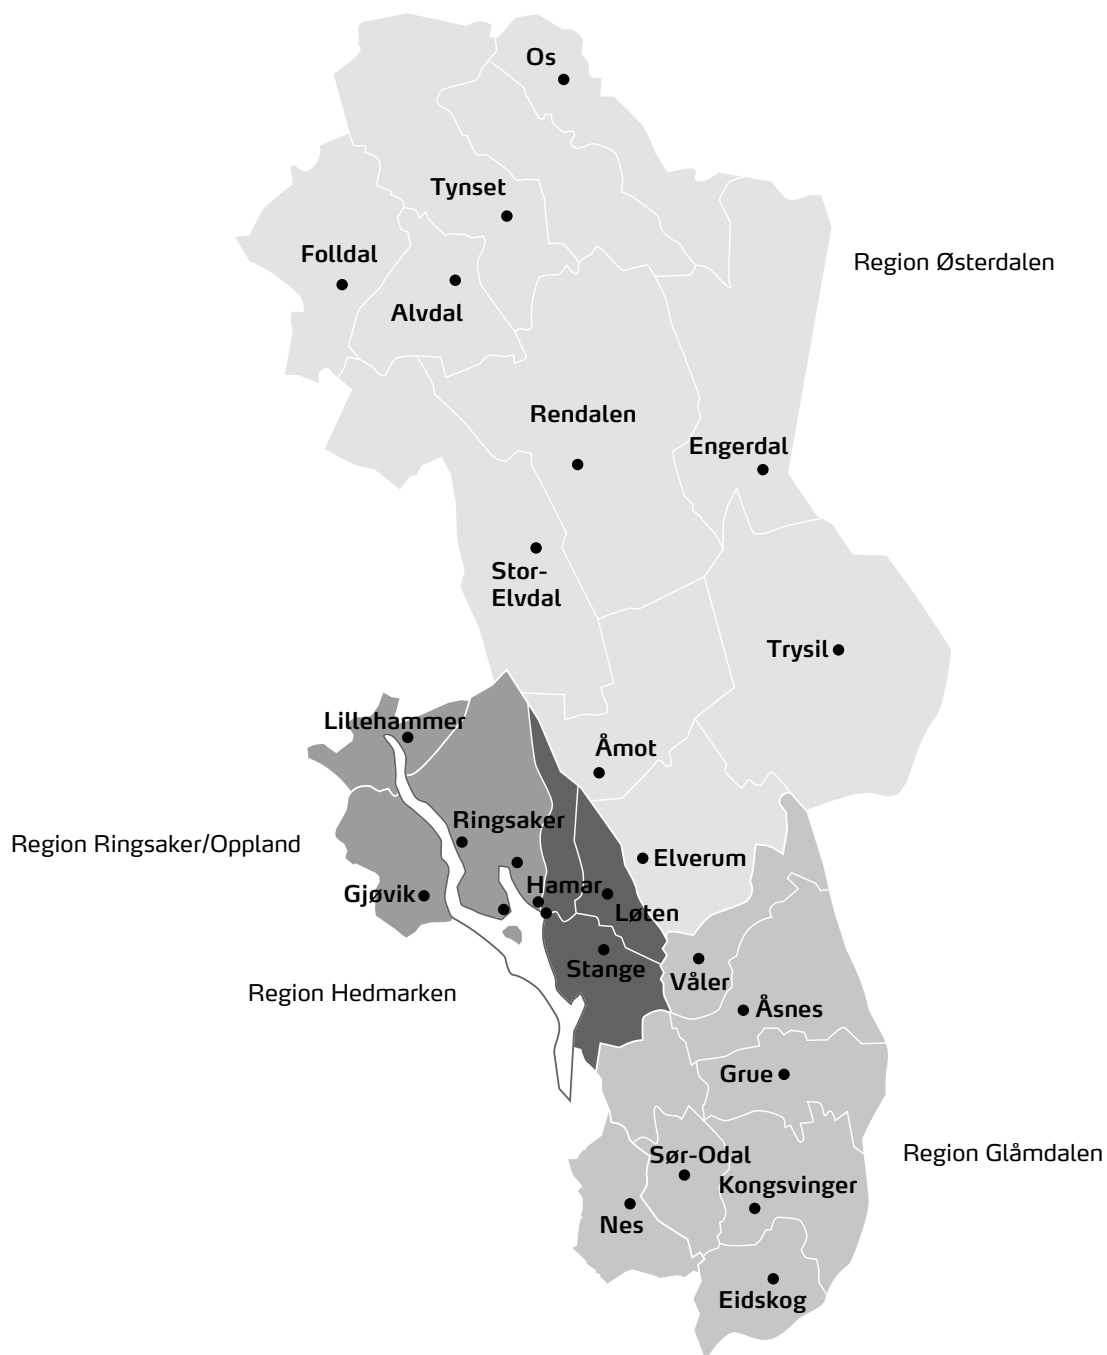 Os
Tynset
Folldal
Region Østerdalen
Alvdal
Rendalen
Engerdal
Stor-
Elvdal
Trysil
Lillehammer
Åmot
Ringsaker
Region Ringsaker/Oppland
Elverum
Hamar
Gjøvik
Løten
Stange
Våler
Region Hedmarken
Åsnes
Grue
Region Glåmdalen
Sør-Odal
Kongsvinger
Nes
Eidskog